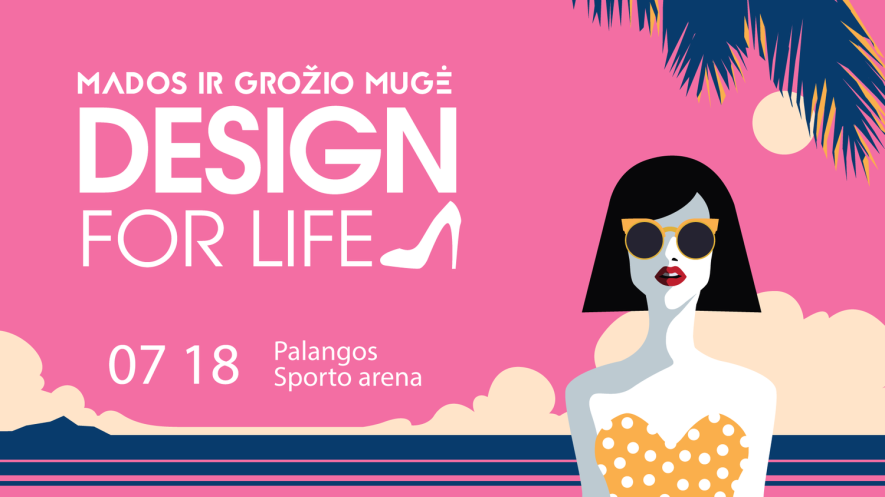 MADOS IR GROŽIO MUGĖ
DESIGN
FOR LIFE
07 18
Palangos
Sporto arena